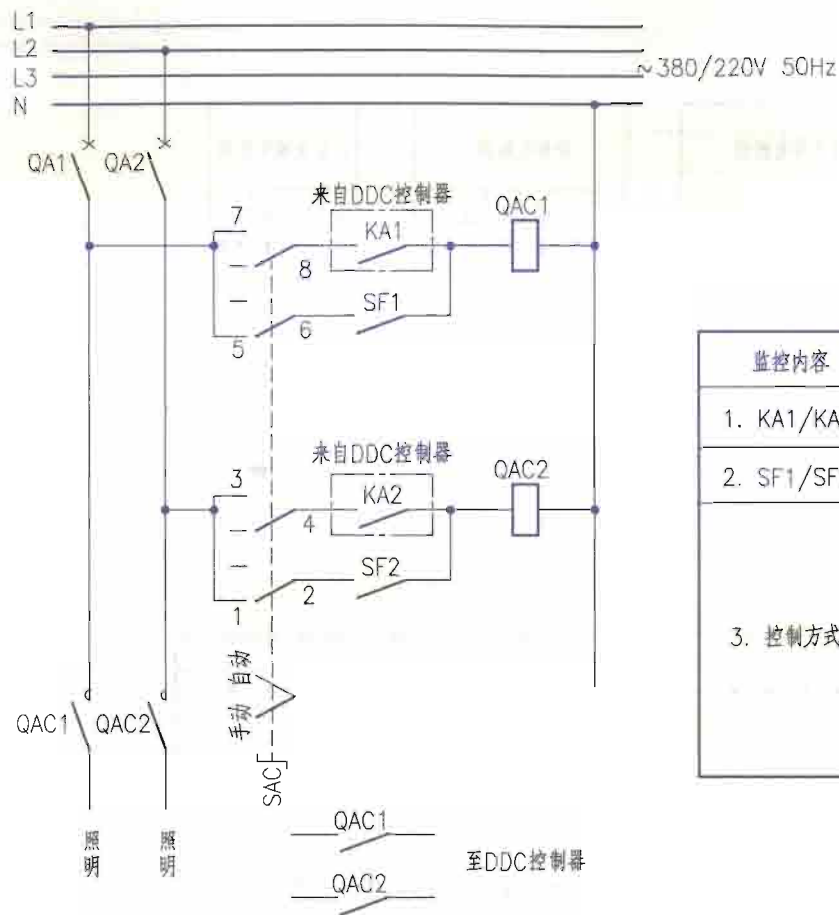 L1
L2
L3
N
~380/220V 50Hz
QA1
QA2
来自DDC控制器
7
KA1
QAC1
8
SF1
5
6
来自DDC控制器
3
KA2
QAC2
4
SF2
1
2
手动 自动
SAC
QAC1
QAC2
照明
照明
QAC1
至DDC控制器
QAC2
监控内容
1. KA1/KA
2. SF1/SF
3. 控制方式